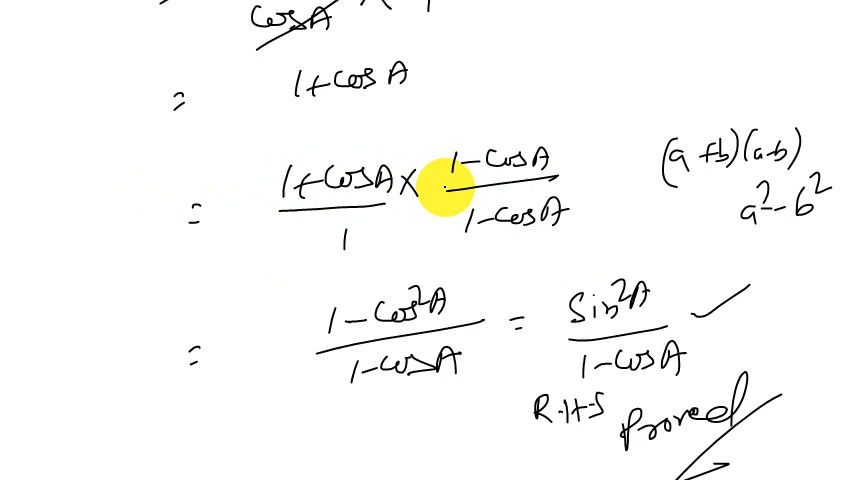 cosA
= 1+cosA
= 1+cosA/1 × 1-cosA/1-cosA (a+b)(a-b)
a²-b²
= 1-cos²A/1-cosA = Sin²A/1-cosA ✓
R.H-S Proved